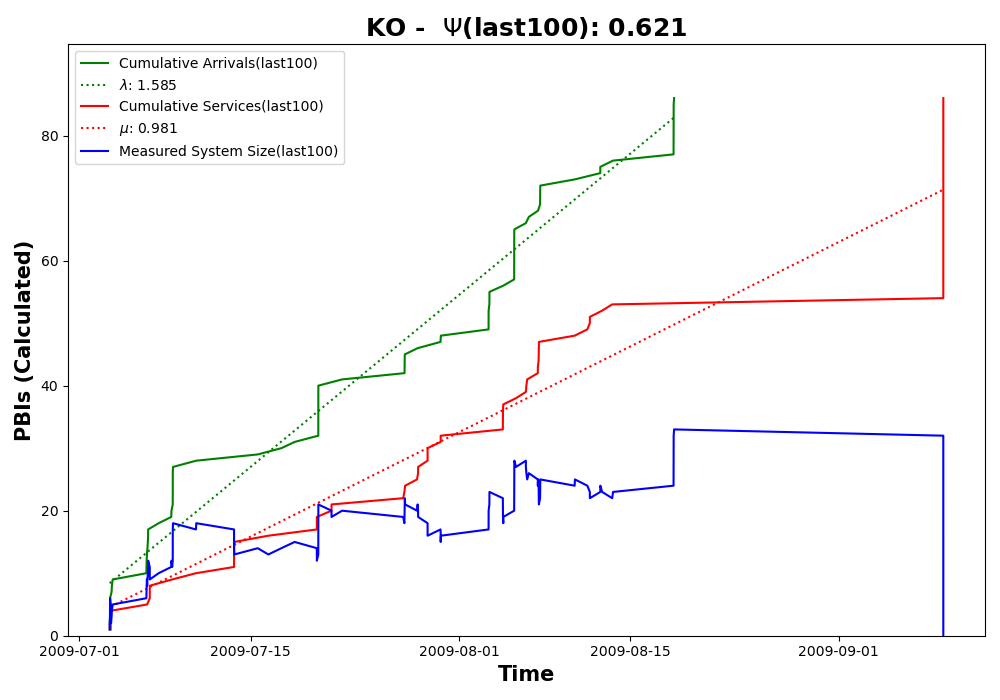 KO - Ψ(last100): 0.621
Cumulative Arrivals(last100)
λ: 1.585
Cumulative Services(last100)
μ: 0.981
Measured System Size(last100)
PBIs (Calculated)
80
60
40
20
0
2009-07-01 2009-07-15 2009-08-01 2009-08-15 2009-09-01
Time